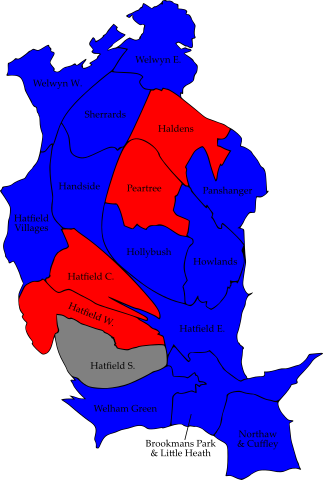 Welwyn E.
Welwyn W.
Sherrards
Haldens
Handside
Peartree
Panshanger
Hatfield
Villages
Hollybush
Howlands
Hatfield C.
Hatfield W.
Hatfield E.
Hatfield S.
Welham Green
Brookmans Park
& Little Heath
Northaw
& Cuffley